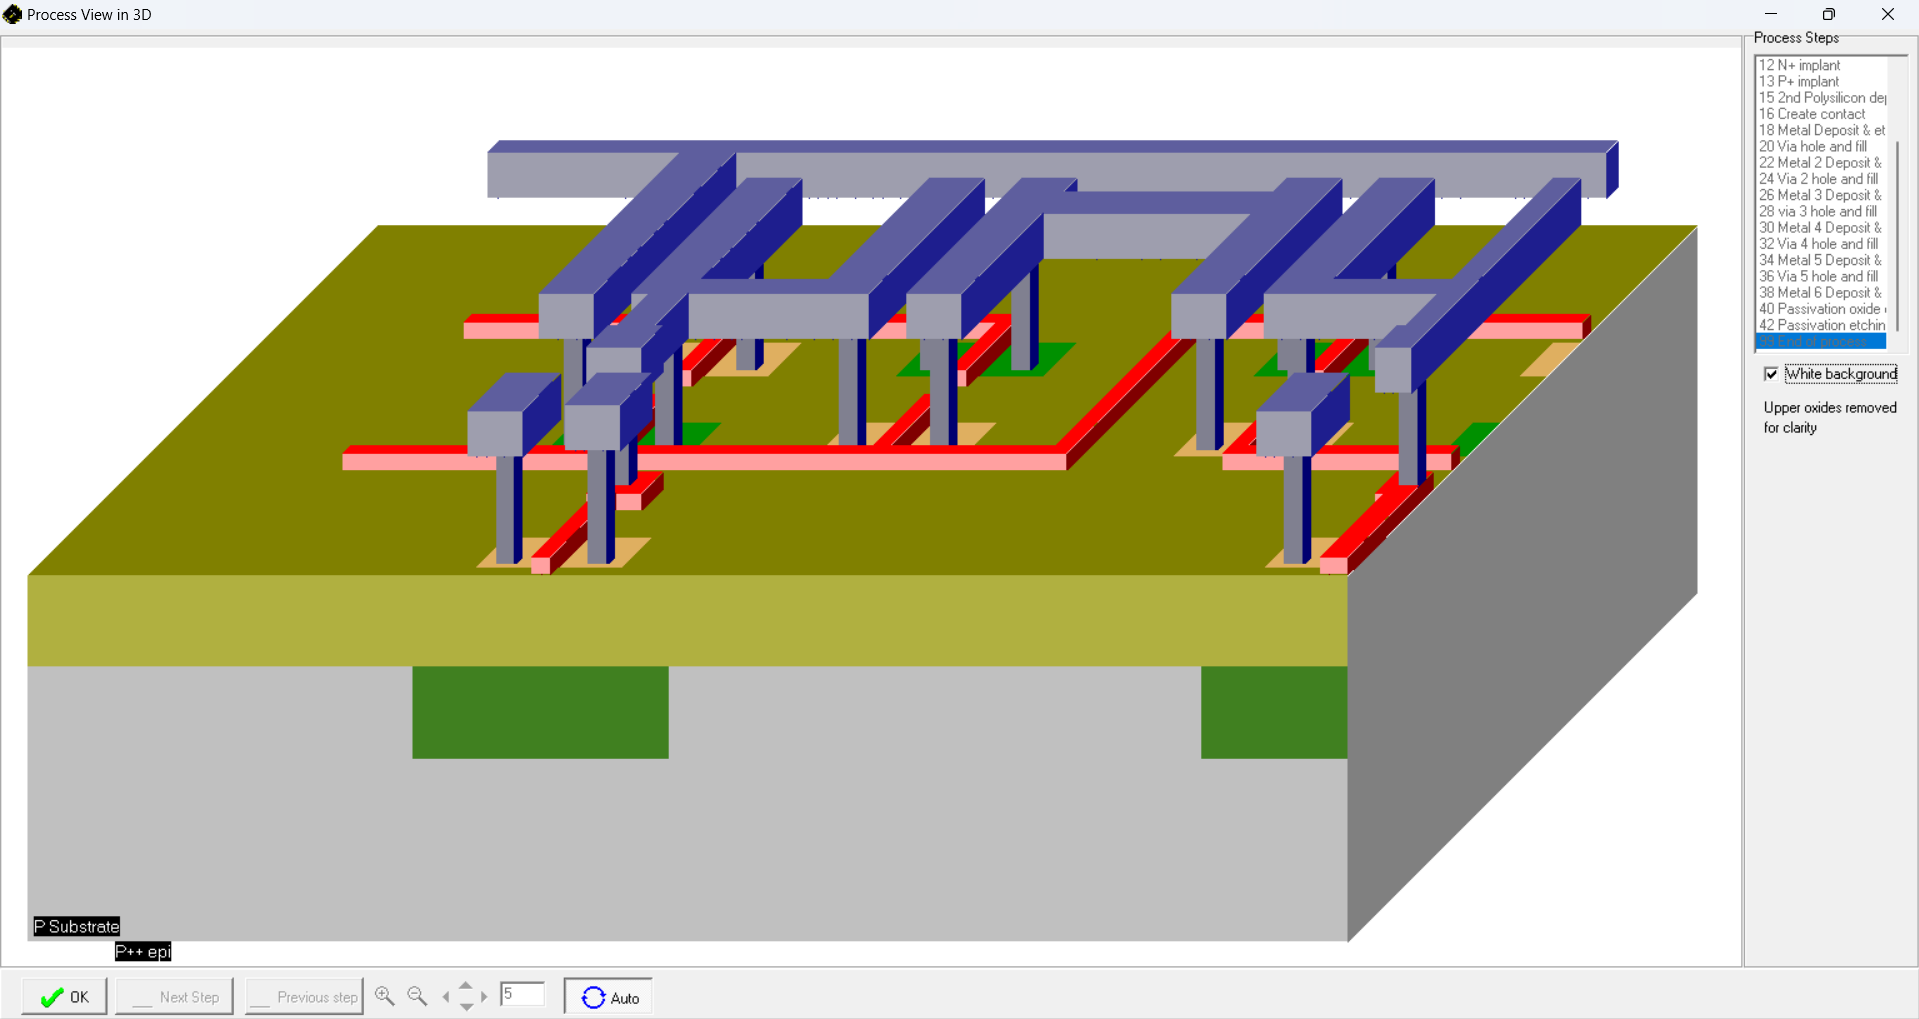 Process View in 3D
Process Steps
12 N+ implant
13 P+ implant
15 2nd Polysilicon dep
16 Create contact
18 Metal Deposit & et
20 Via hole and fill
22 Metal 2 Deposit &
24 Via 2 hole and fill
26 Metal 3 Deposit &
28 via 3 hole and fill
30 Metal 4 Deposit &
32 Via 4 hole and fill
34 Metal 5 Deposit &
36 Via 5 hole and fill
38 Metal 6 Deposit &
40 Passivation oxide
42 Passivation etchin
End of process
White background
Upper oxides removed
for clarity
P Substrate
P++ epi
OK
Next Step
Previous step
5
Auto